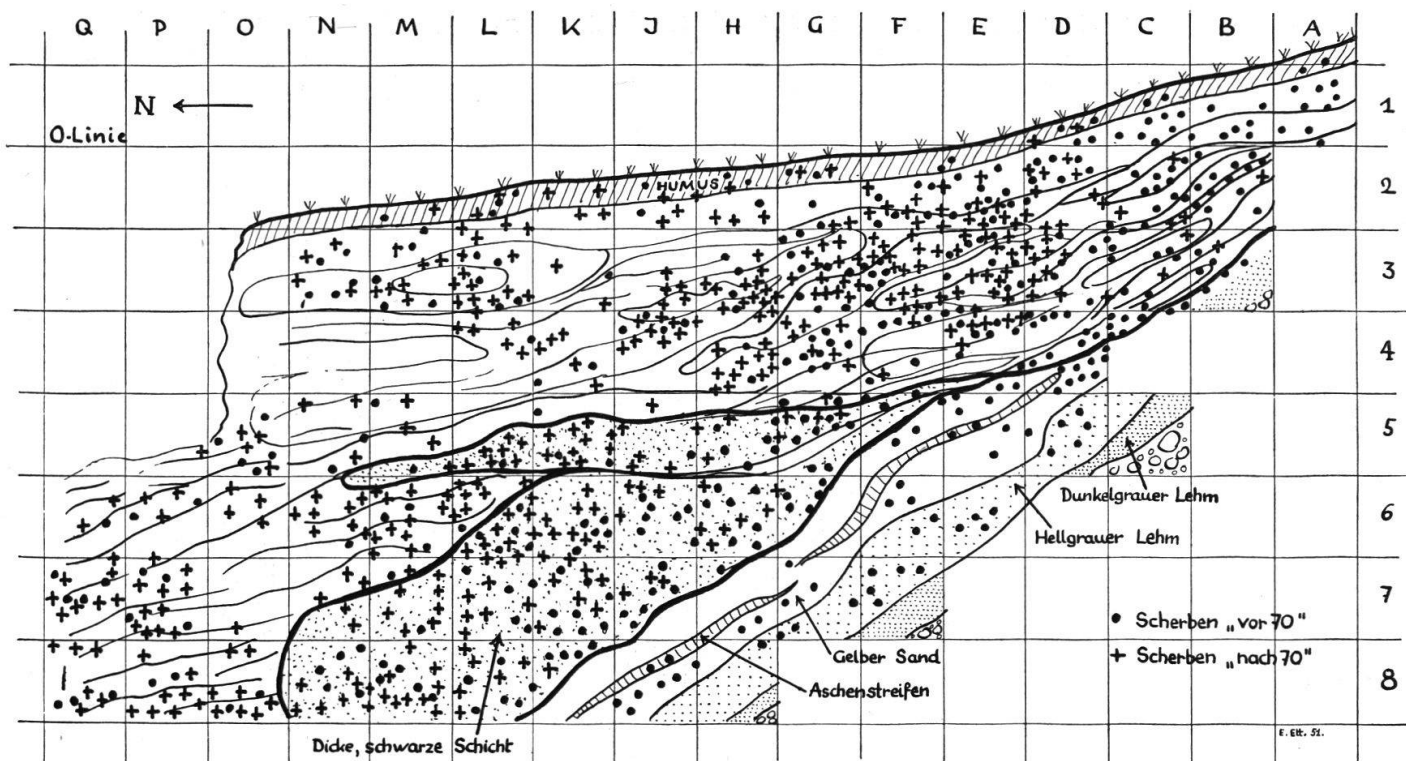 Q P O N M L K J H G F E D C B A
N
1
O-Linie
HUMUS
2
3
4
5
Dunkelgrauer Lehm
6
Hellgrauer Lehm
7
● Scherben „vor 70"
+ Scherben „nach 70"
Gelber Sand
8
Aschenstreifen
Dicke, schwarze Schicht
E. Ett. 51.